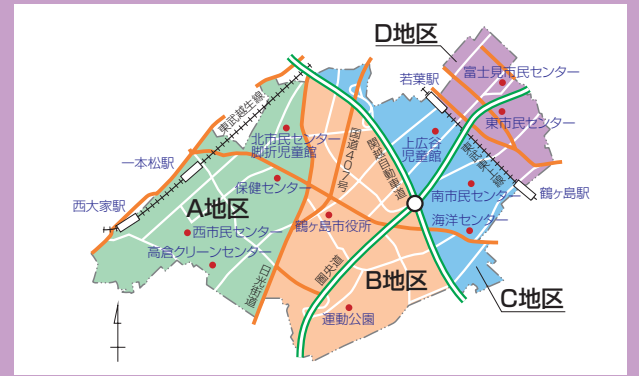 D地区
富士見市民センター
若葉駅
東市民センター
東武越生線
国道407号
関越自動車道
上広谷
児童館
東武東上線
北市民センター
脚折児童館
一本松駅
保健センター
南市民センター
鶴ヶ島駅
西大家駅
A地区
鶴ヶ島市役所
海洋センター
西市民センター
高倉クリーンセンター
日光街道
圏央道
B地区
C地区
運動公園